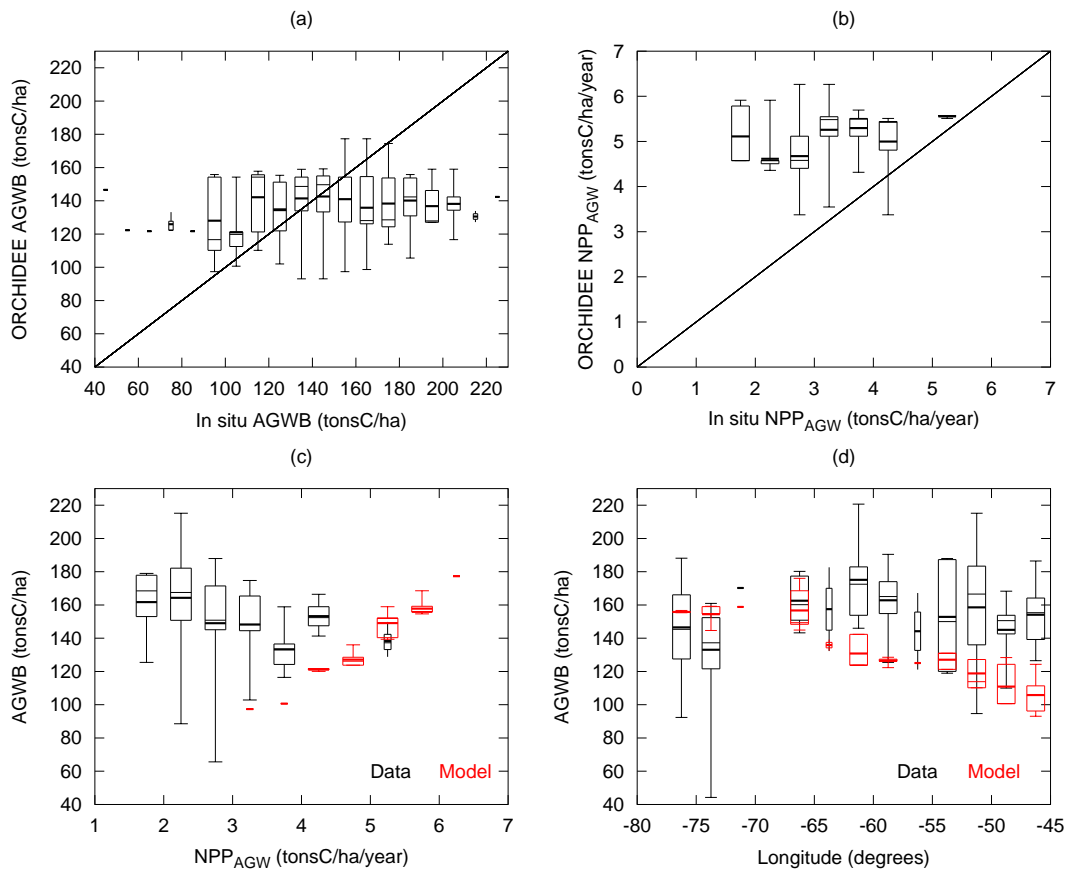 (a)
ORCHIDEE AGWB (tonsC/ha)
220
200
180
160
140
120
100
80
60
40
40 60 80 100 120 140 160 180 200 220
In situ AGWB (tonsC/ha)
(b)
ORCHIDEE NPP_AGW (tonsC/ha/year)
7
6
5
4
3
2
1
0
0 1 2 3 4 5 6 7
In situ NPP_AGW (tonsC/ha/year)
(c)
AGWB (tonsC/ha)
220
200
180
160
140
120
100
80
60
40
Data Model
1 2 3 4 5 6 7
NPP_AGW (tonsC/ha/year)
(d)
AGWB (tonsC/ha)
220
200
180
160
140
120
100
80
60
40
Data Model
-80 -75 -70 -65 -60 -55 -50 -45
Longitude (degrees)